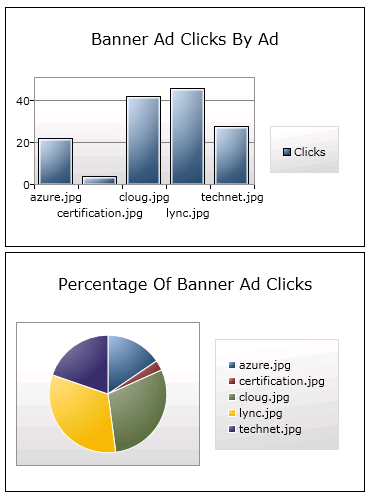 Banner Ad Clicks By Ad
40
20
0
Clicks
azure.jpg cloug.jpg technet.jpg
certification.jpg lync.jpg
Percentage Of Banner Ad Clicks
azure.jpg
certification.jpg
cloug.jpg
lync.jpg
technet.jpg